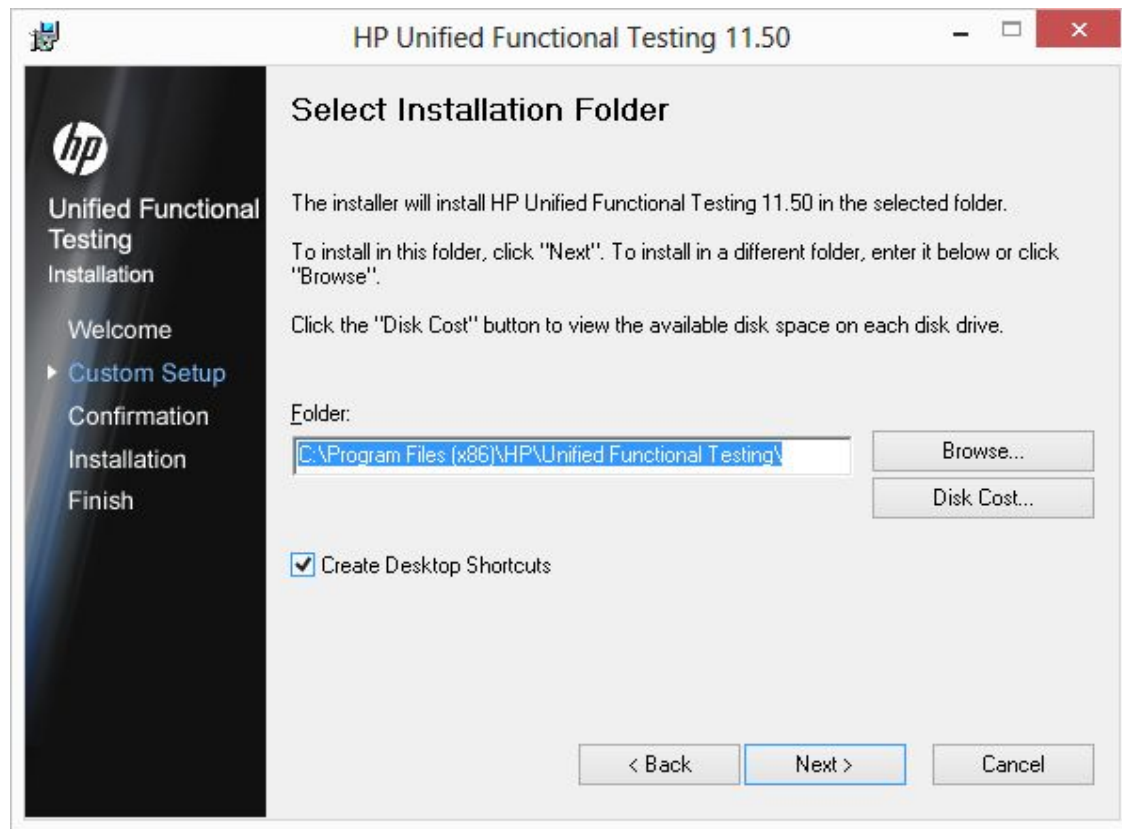 HP Unified Functional Testing 11.50
hp
Unified Functional
Testing
Installation
Welcome
Custom Setup
Confirmation
Installation
Finish
Select Installation Folder
The installer will install HP Unified Functional Testing 11.50 in the selected folder.
To install in this folder, click "Next". To install in a different folder, enter it below or click
"Browse".
Click the "Disk Cost" button to view the available disk space on each disk drive.
Folder:
C:\Program Files (x86)\HP\Unified Functional Testing\
Browse...
Disk Cost...
Create Desktop Shortcuts
< Back
Next >
Cancel